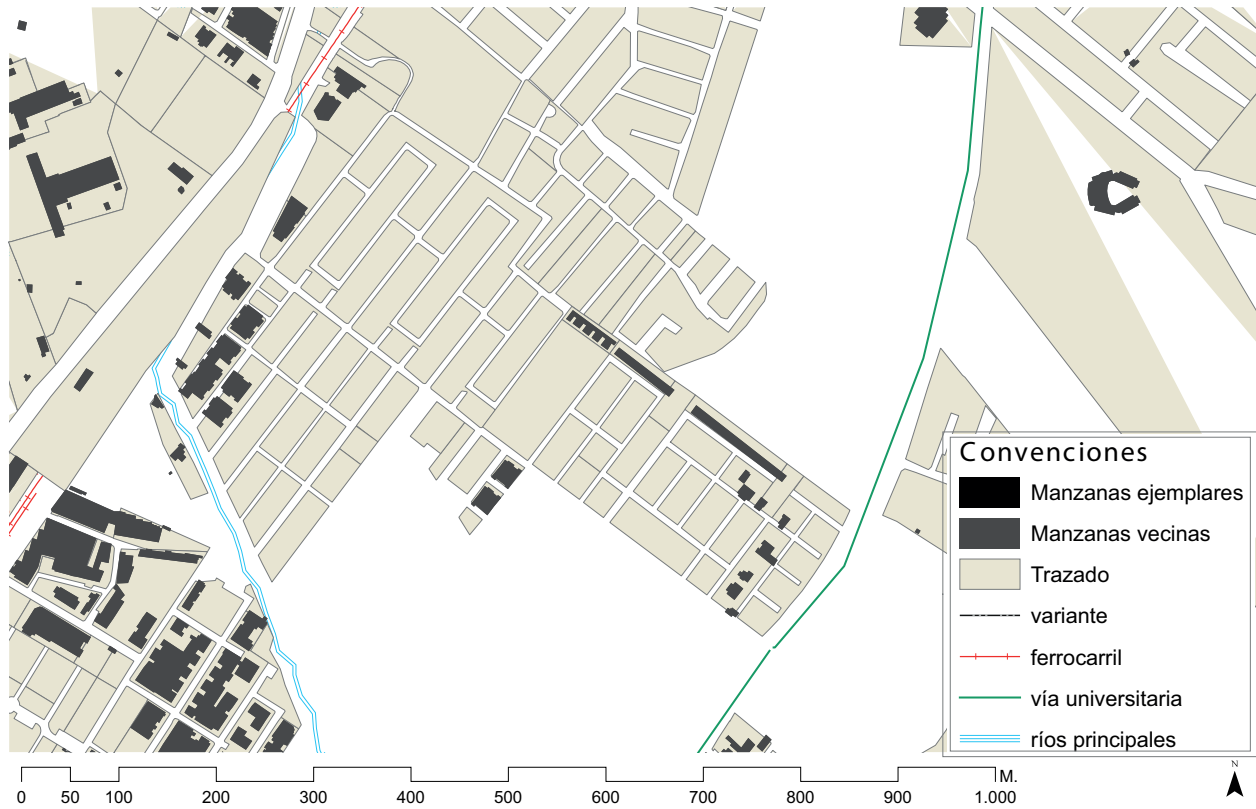 Convenciones
Manzanas ejemplares
Manzanas vecinas
Trazado
variante
ferrocarril
vía universitaria
ríos principales
M.
0 50 100 200 300 400 500 600 700 800 900 1.000
N